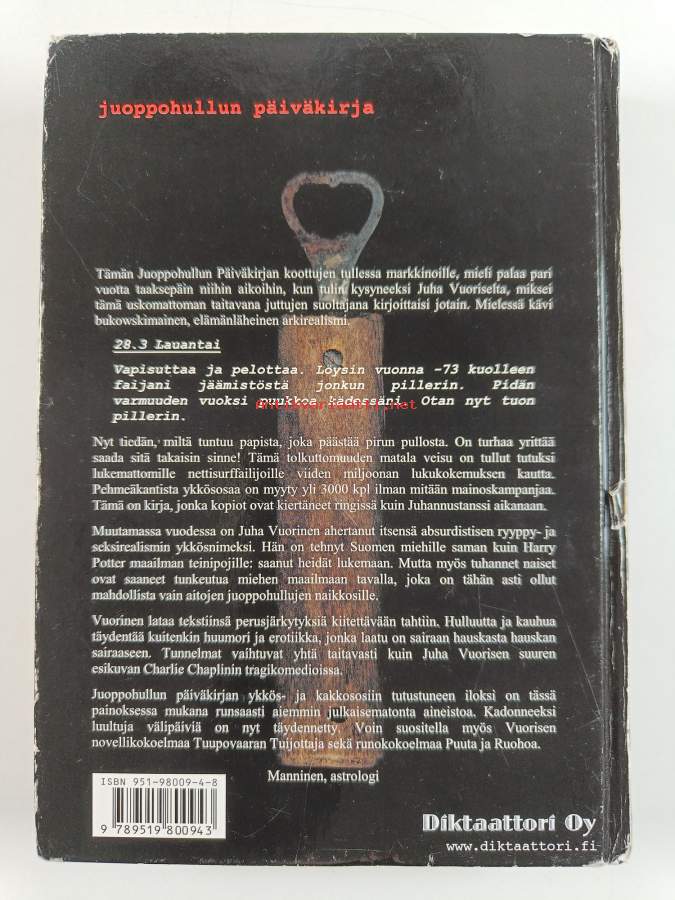 juoppohullun päiväkirja
Tämän Juoppohullun Päiväkirjan koottujen tullessa markkinoille, mieli palaa pari
vuotta taaksepäin niihin aikoihin, kun tulin kysyneeksi Juha Vuoriselta, miksei
tämä uskomattoman taitavana juttujen suoltajana kirjoittaisi jotain. Mielessä kävi
bukowskimainen, elämänläheinen arkirealismi.
28.3 Lauantai
Vapisuttaa ja pelottaa. Löysin vuonna -73 kuolleen
faijani jäämistöstä jonkun pillerin. Pidän
varmuuden vuoksi puukkoa kädessäni. Otan nyt tuon
pillerin.
Nyt tiedän, miltä tuntuu papista, joka päästää pirun pullosta. On turhaa yrittää
saada sitä takaisin sinne! Tämä tolkuttomuuden matala veisu on tullut tutuksi
lukemattomille nettisurffailijoille viiden miljoonan lukukokemuksen kautta.
Pehmeäkantista ykkösosaa on myyty yli 3000 kpl ilman mitään mainoskampanjaa.
Tämä on kirja, jonka kopiot ovat kiertäneet ringissä kuin Juhannustanssi aikanaan.
Muutamassa vuodessa on Juha Vuorinen ahertanut itsensä absurdistisen ryyppy- ja
seksirealismin ykkösnimeksi. Hän on tehnyt Suomen miehille saman kuin Harry
Potter maailman teinipojille: saanut heidät lukemaan. Mutta myös tuhannet naiset
ovat saaneet tunkeutua miehen maailmaan tavalla, joka on tähän asti ollut
mahdollista vain aitojen juoppohullujen naikkosille.
Vuorinen lataa tekstiinsä perusjärkytyksiä kiitettävään tahtiin. Hulluutta ja kauhua
täydentää kuitenkin huumori ja erotiikka, jonka laatu on sairaan hauskasta hauskan
sairaaseen. Tunnelmat vaihtuvat yhtä taitavasti kuin Juha Vuorisen suuren
esikuvan Charlie Chaplinin tragikomedioissa.
Juoppohullun päiväkirjan ykkös- ja kakkososiin tutustuneen iloksi on tässä
painoksessa mukana runsaasti aiemmin julkaisematonta aineistoa. Kadonneeksi
luultuja välipäiviä on nyt täydennetty. Voin suositella myös Vuorisen
novellikokoelmaa Tuupovaaran Tuijottaja sekä runokokoelmaa Puuta ja Ruohoa.
Manninen, astrologi
ISBN 951-98009-4-8
9 789519 800943
Diktaattori Oy
www.diktaattori.fi